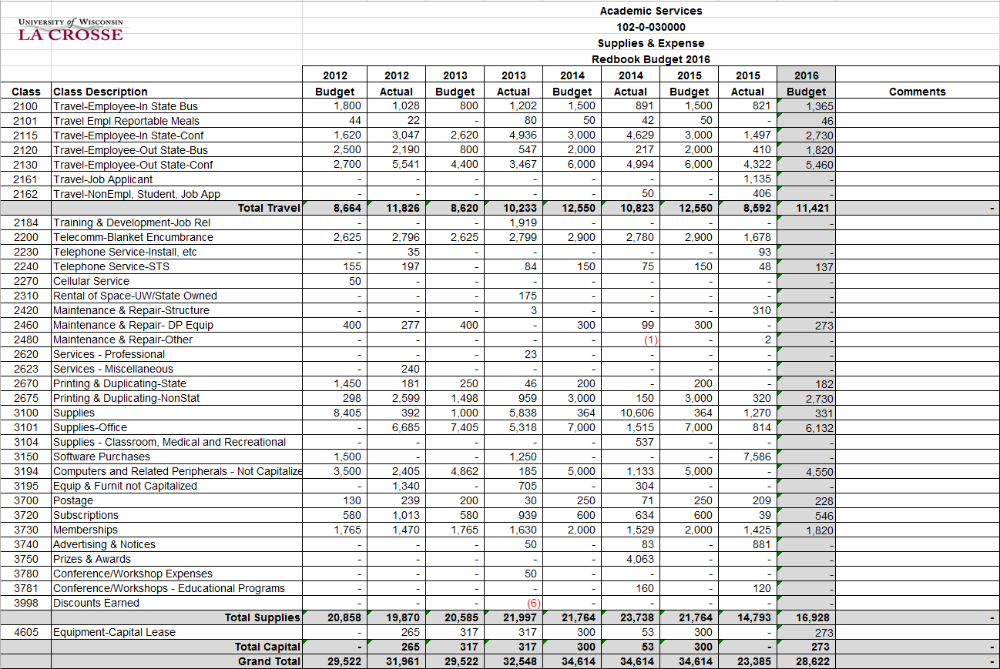 UNIVERSITY of WISCONSIN
LA CROSSE
Academic Services
102-0-030000
Supplies & Expense
Redbook Budget 2016
2012 2012 2013 2013 2014 2014 2015 2015 2016
Class Class Description Budget Actual Budget Actual Budget Actual Budget Actual Budget Comments
2100 Travel-Employee-In State Bus 1,800 1,028 800 1,202 1,500 891 1,500 821 1,365
2101 Travel Empl Reportable Meals 44 22 - 80 50 42 50 - 46
2115 Travel-Employee-In State-Conf 1,620 3,047 2,620 4,936 3,000 4,629 3,000 1,497 2,730
2120 Travel-Employee-Out State-Bus 2,500 2,190 800 547 2,000 217 2,000 410 1,820
2130 Travel-Employee-Out State-Conf 2,700 5,541 4,400 3,467 6,000 4,994 6,000 4,322 5,460
2161 Travel-Job Applicant - - - - - - - 1,135 -
2162 Travel-NonEmpl, Student, Job App - - - - - 50 - 406 -
Total Travel 8,664 11,826 8,620 10,233 12,550 10,823 12,550 8,592 11,421 -
2184 Training & Development-Job Rel - - - 1,919 - - - - -
2200 Telecomm-Blanket Encumbrance 2,625 2,796 2,625 2,799 2,900 2,780 2,900 1,678
2230 Telephone Service-Install, etc - 35 - - - - - 93 -
2240 Telephone Service-STS 155 197 - 84 150 75 150 48 137
2270 Cellular Service 50 - - - - - - - -
2310 Rental of Space-UW/State Owned - - - 175 - - - - -
2420 Maintenance & Repair-Structure - - - 3 - - - 310 -
2460 Maintenance & Repair- DP Equip 400 277 400 - 300 99 300 - 273
2480 Maintenance & Repair-Other - - - - - (1) - 2 -
2620 Services - Professional - - - 23 - - - - -
2623 Services - Miscellaneous - 240 - - - - - - -
2670 Printing & Duplicating-State 1,450 181 250 46 200 - 200 - 182
2675 Printing & Duplicating-NonStat 298 2,599 1,498 959 3,000 150 3,000 320 2,730
3100 Supplies 8,405 392 1,000 5,838 364 10,606 364 1,270 331
3101 Supplies-Office - 6,685 7,405 5,318 7,000 1,515 7,000 814 6,132
3104 Supplies - Classroom, Medical and Recreational - - - - - 537 - - -
3150 Software Purchases 1,500 - - 1,250 - - - 7,586 -
3194 Computers and Related Peripherals - Not Capitalize 3,500 2,405 4,862 185 5,000 1,133 5,000 - 4,550
3195 Equip & Furnit not Capitalized - 1,340 - 705 - 304 - - -
3700 Postage 130 239 200 30 250 71 250 209 228
3720 Subscriptions 580 1,013 580 939 600 634 600 39 546
3730 Memberships 1,765 1,470 1,765 1,630 2,000 1,529 2,000 1,425 1,820
3740 Advertising & Notices - - - 50 - 83 - 881 -
3750 Prizes & Awards - - - - - 4,063 - - -
3780 Conference/Workshop Expenses - - - 50 - - - - -
3781 Conference/Workshops - Educational Programs - - - - - 160 - 120 -
3998 Discounts Earned - - - (6) - - - - -
Total Supplies 20,858 19,870 20,585 21,997 21,764 23,738 21,764 14,793 16,928 -
4605 Equipment-Capital Lease - 265 317 317 300 53 300 - 273
Total Capital - 265 317 317 300 53 300 - 273 -
Grand Total 29,522 31,961 29,522 32,548 34,614 34,614 34,614 23,385 28,622 -